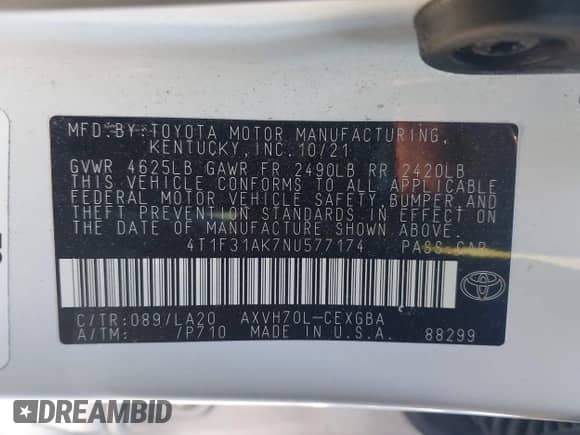 MFD.BY:TOYOTA MOTOR MANUFACTURING,
KENTUCKY,INC.10/21
GVWR 4625LB GAWR FR 2490LB RR 2420LB
THIS VEHICLE CONFORMS TO ALL APPLICABLE
FEDERAL MOTOR VEHICLE SAFETY,BUMPER,AND
THEFT PREVENTION STANDARDS IN EFFECT ON
THE DATE OF MANUFACTURE SHOWN ABOVE.
4T1F31AK7NU577174 PASS.CAR
C/TR:089/LA20 AXVH70L-CEXGBA
A/TM: /P710 MADE IN U.S.A. 88299
DREAMBID